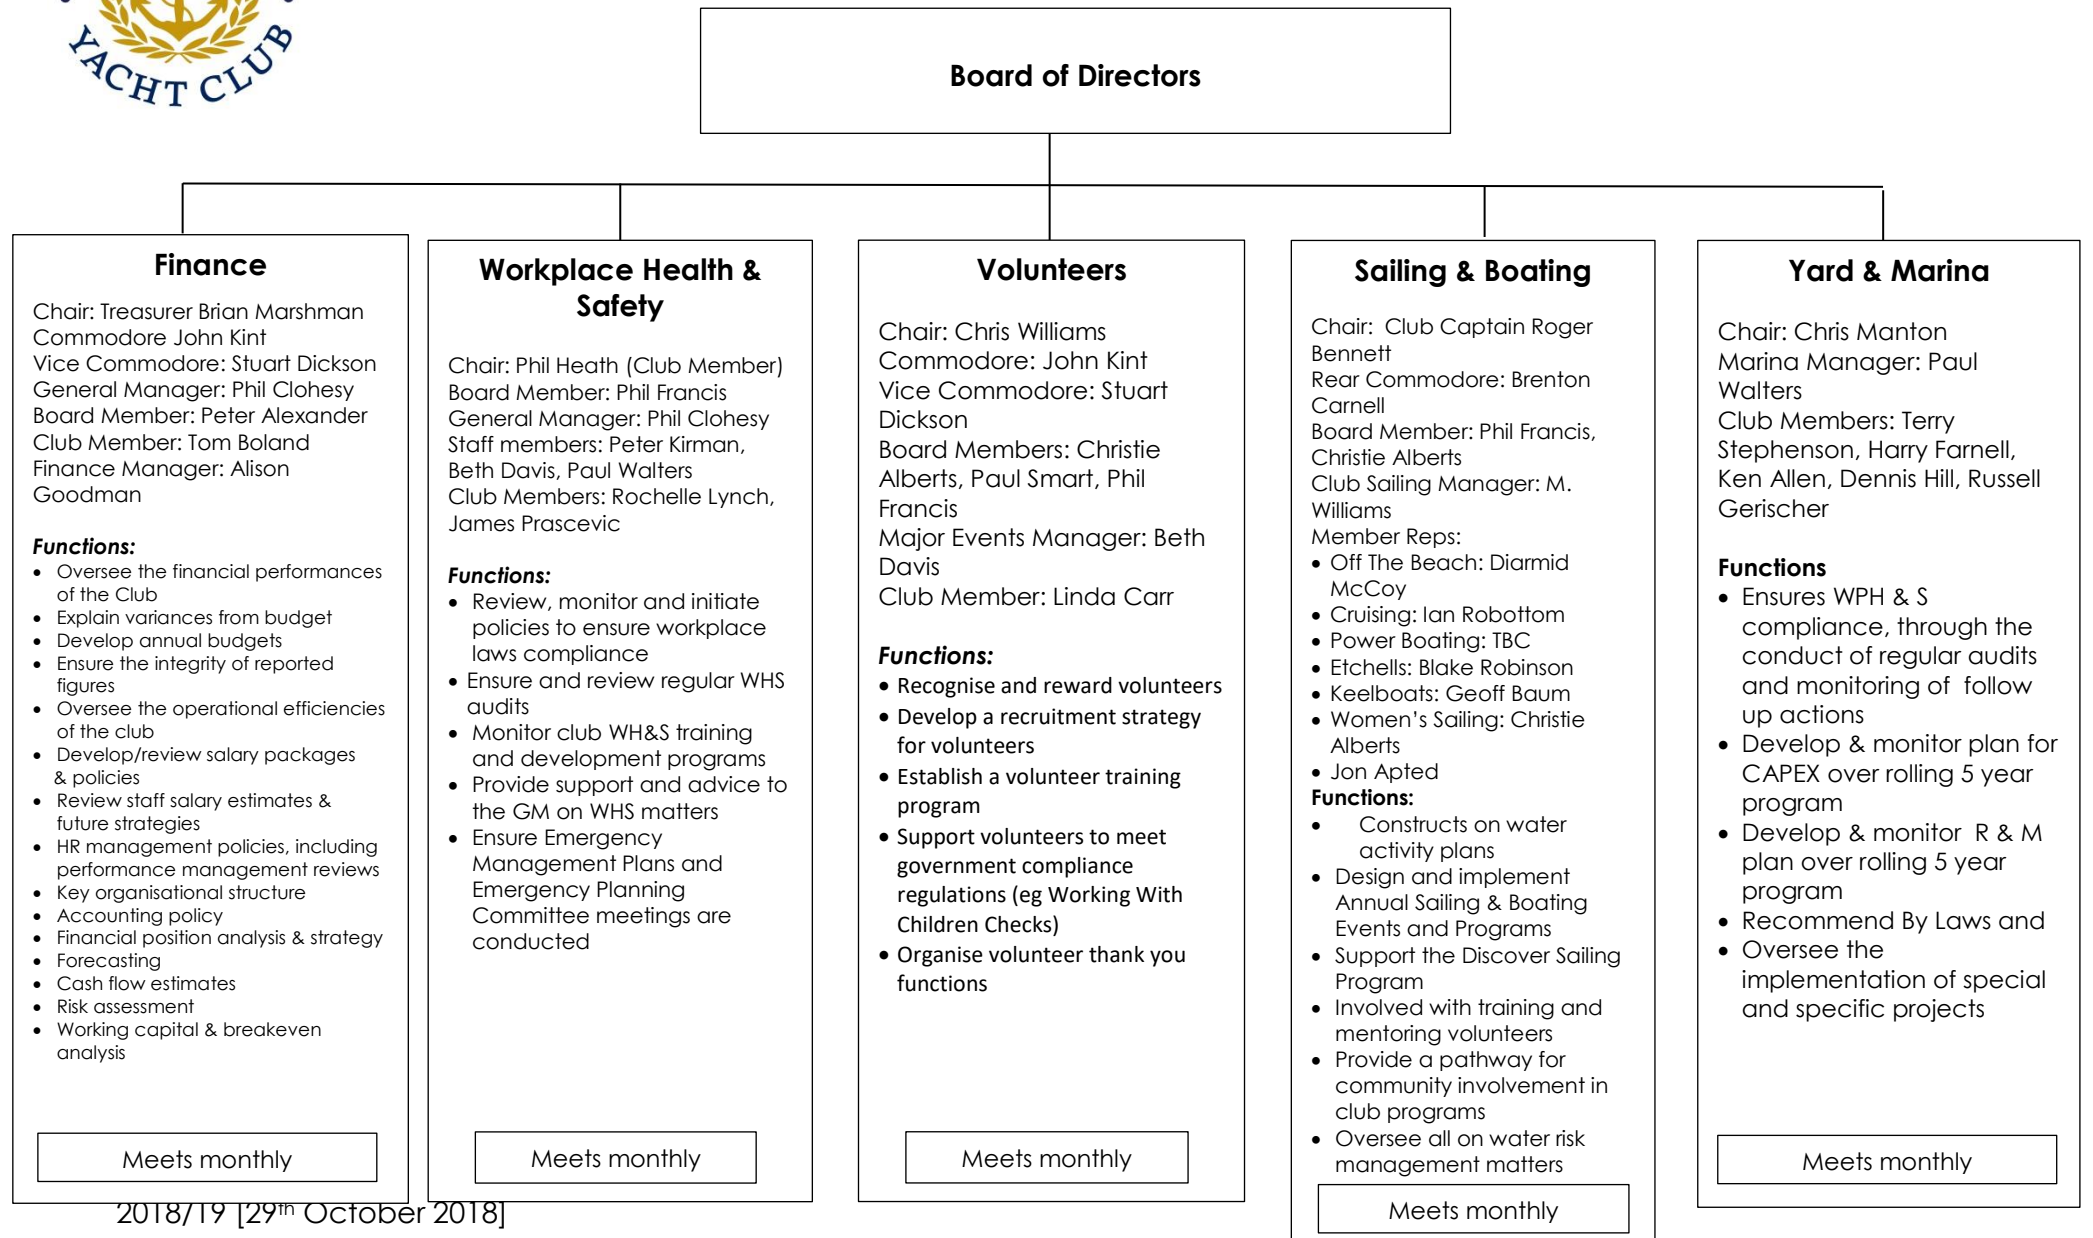 YACHT CLUB
Board of Directors
Finance
Chair: Treasurer Brian Marshman
Commodore John Kint
Vice Commodore: Stuart Dickson
General Manager: Phil Clohesy
Board Member: Peter Alexander
Club Member: Tom Boland
Finance Manager: Alison
Goodman
Functions:
• Oversee the financial performances
of the Club
• Explain variances from budget
• Develop annual budgets
• Ensure the integrity of reported
figures
• Oversee the operational efficiencies
of the club
• Develop/review salary packages
& policies
• Review staff salary estimates &
future strategies
• HR management policies, including
performance management reviews
• Key organisational structure
• Accounting policy
• Financial position analysis & strategy
• Forecasting
• Cash flow estimates
• Risk assessment
• Working capital & breakeven
analysis
Meets monthly
Workplace Health &
Safety
Chair: Phil Heath (Club Member)
Board Member: Phil Francis
General Manager: Phil Clohesy
Staff members: Peter Kirman,
Beth Davis, Paul Walters
Club Members: Rochelle Lynch,
James Prascevic
Functions:
• Review, monitor and initiate
policies to ensure workplace
laws compliance
• Ensure and review regular WHS
audits
• Monitor club WH&S training
and development programs
• Provide support and advice to
the GM on WHS matters
• Ensure Emergency
Management Plans and
Emergency Planning
Committee meetings are
conducted
Meets monthly
Volunteers
Chair: Chris Williams
Commodore: John Kint
Vice Commodore: Stuart
Dickson
Board Members: Christie
Alberts, Paul Smart, Phil
Francis
Major Events Manager: Beth
Davis
Club Member: Linda Carr
Functions:
• Recognise and reward volunteers
• Develop a recruitment strategy
for volunteers
• Establish a volunteer training
program
• Support volunteers to meet
government compliance
regulations (eg Working With
Children Checks)
• Organise volunteer thank you
functions
Meets monthly
Sailing & Boating
Chair: Club Captain Roger
Bennett
Rear Commodore: Brenton
Carnell
Board Member: Phil Francis,
Christie Alberts
Club Sailing Manager: M.
Williams
Member Reps:
• Off The Beach: Diarmid
McCoy
• Cruising: Ian Robottom
• Power Boating: TBC
• Etchells: Blake Robinson
• Keelboats: Geoff Baum
• Women's Sailing: Christie
Alberts
• Jon Apted
Functions:
• Constructs on water
activity plans
• Design and implement
Annual Sailing & Boating
Events and Programs
• Support the Discover Sailing
Program
• Involved with training and
mentoring volunteers
• Provide a pathway for
community involvement in
club programs
• Oversee all on water risk
management matters
Meets monthly
Yard & Marina
Chair: Chris Manton
Marina Manager: Paul
Walters
Club Members: Terry
Stephenson, Harry Farnell,
Ken Allen, Dennis Hill, Russell
Gerischer
Functions
• Ensures WPH & S
compliance, through the
conduct of regular audits
and monitoring of follow
up actions
• Develop & monitor plan for
CAPEX over rolling 5 year
program
• Develop & monitor R & M
plan over rolling 5 year
program
• Recommend By Laws and
• Oversee the
implementation of special
and specific projects
Meets monthly
2018/19 [29th October 2018]